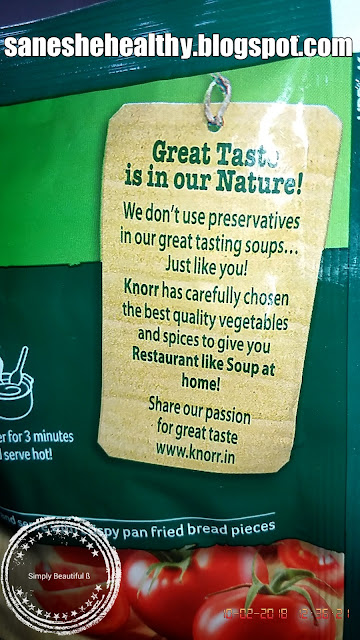 saneshehealthy.blogspot.com
Great Taste
is in our Nature!
We don't use preservatives
in our great tasting soups...
Just like you!
Knorr has carefully chosen
the best quality vegetables
and spices to give you
Restaurant like Soup at
home!
Share our passion
for great taste
www.knorr.in
er for 3 minutes
serve hot!
spy pan fried bread pieces
Simply Beautiful ß